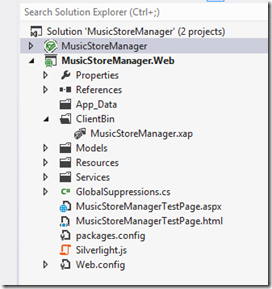 Search Solution Explorer (Ctrl+;)
Solution 'MusicStoreManager' (2 projects)
MusicStoreManager
MusicStoreManager.Web
Properties
References
App_Data
ClientBin
MusicStoreManager.xap
Models
Resources
Services
GlobalSuppressions.cs
MusicStoreManagerTestPage.aspx
MusicStoreManagerTestPage.html
packages.config
Silverlight.js
Web.config